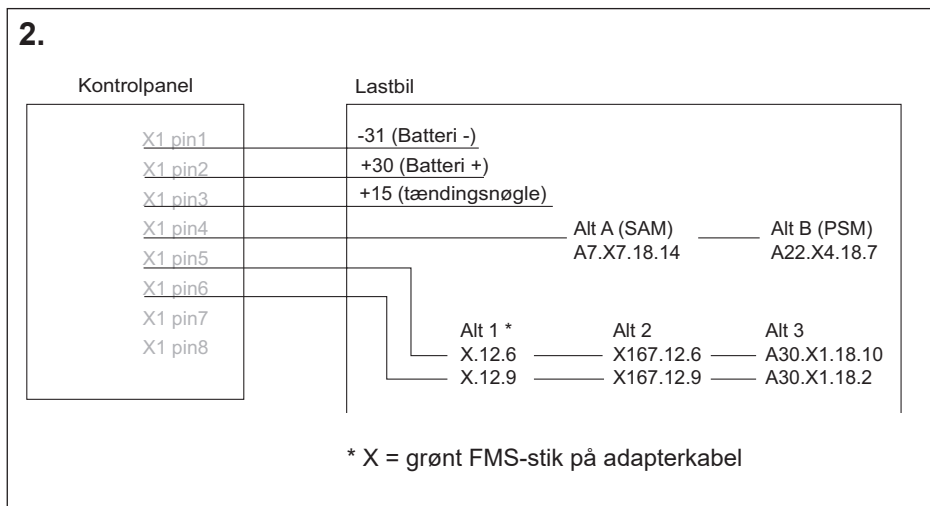 2.
Kontrolpanel
Lastbil
X1 pin1
-31 (Batteri -)
X1 pin2
+30 (Batteri +)
X1 pin3
+15 (tændingsnøgle)
X1 pin4
Alt A (SAM)
Alt B (PSM)
A7.X7.18.14
A22.X4.18.7
X1 pin5
X1 pin6
X1 pin7
X1 pin8
Alt 1 *
Alt 2
Alt 3
X.12.6
X167.12.6
A30.X1.18.10
X.12.9
X167.12.9
A30.X1.18.2
* X = grønt FMS-stik på adapterkabel